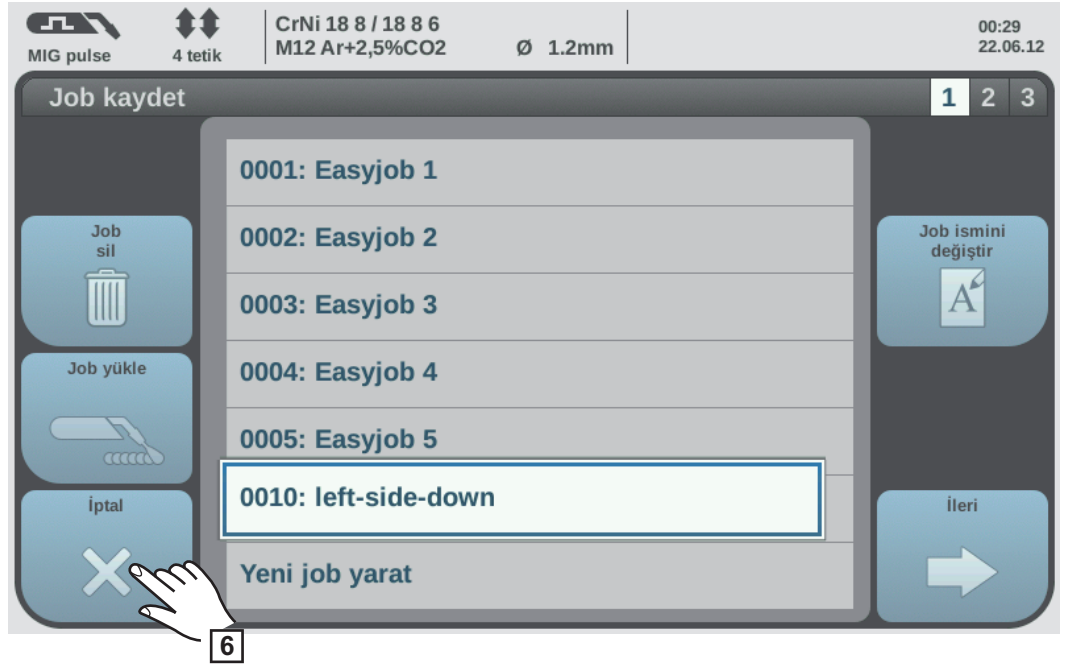 MIG pulse
4 tetik
CrNi 18 8 / 18 8 6
M12 Ar+2,5%CO2 Ø 1.2mm
00:29
22.06.12
Job kaydet
1 2 3
0001: Easyjob 1
0002: Easyjob 2
0003: Easyjob 3
0004: Easyjob 4
0005: Easyjob 5
0010: left-side-down
Yeni job yarat
Job
sil
Job yükle
İptal
Job ismini
değiştir
A
İleri
6